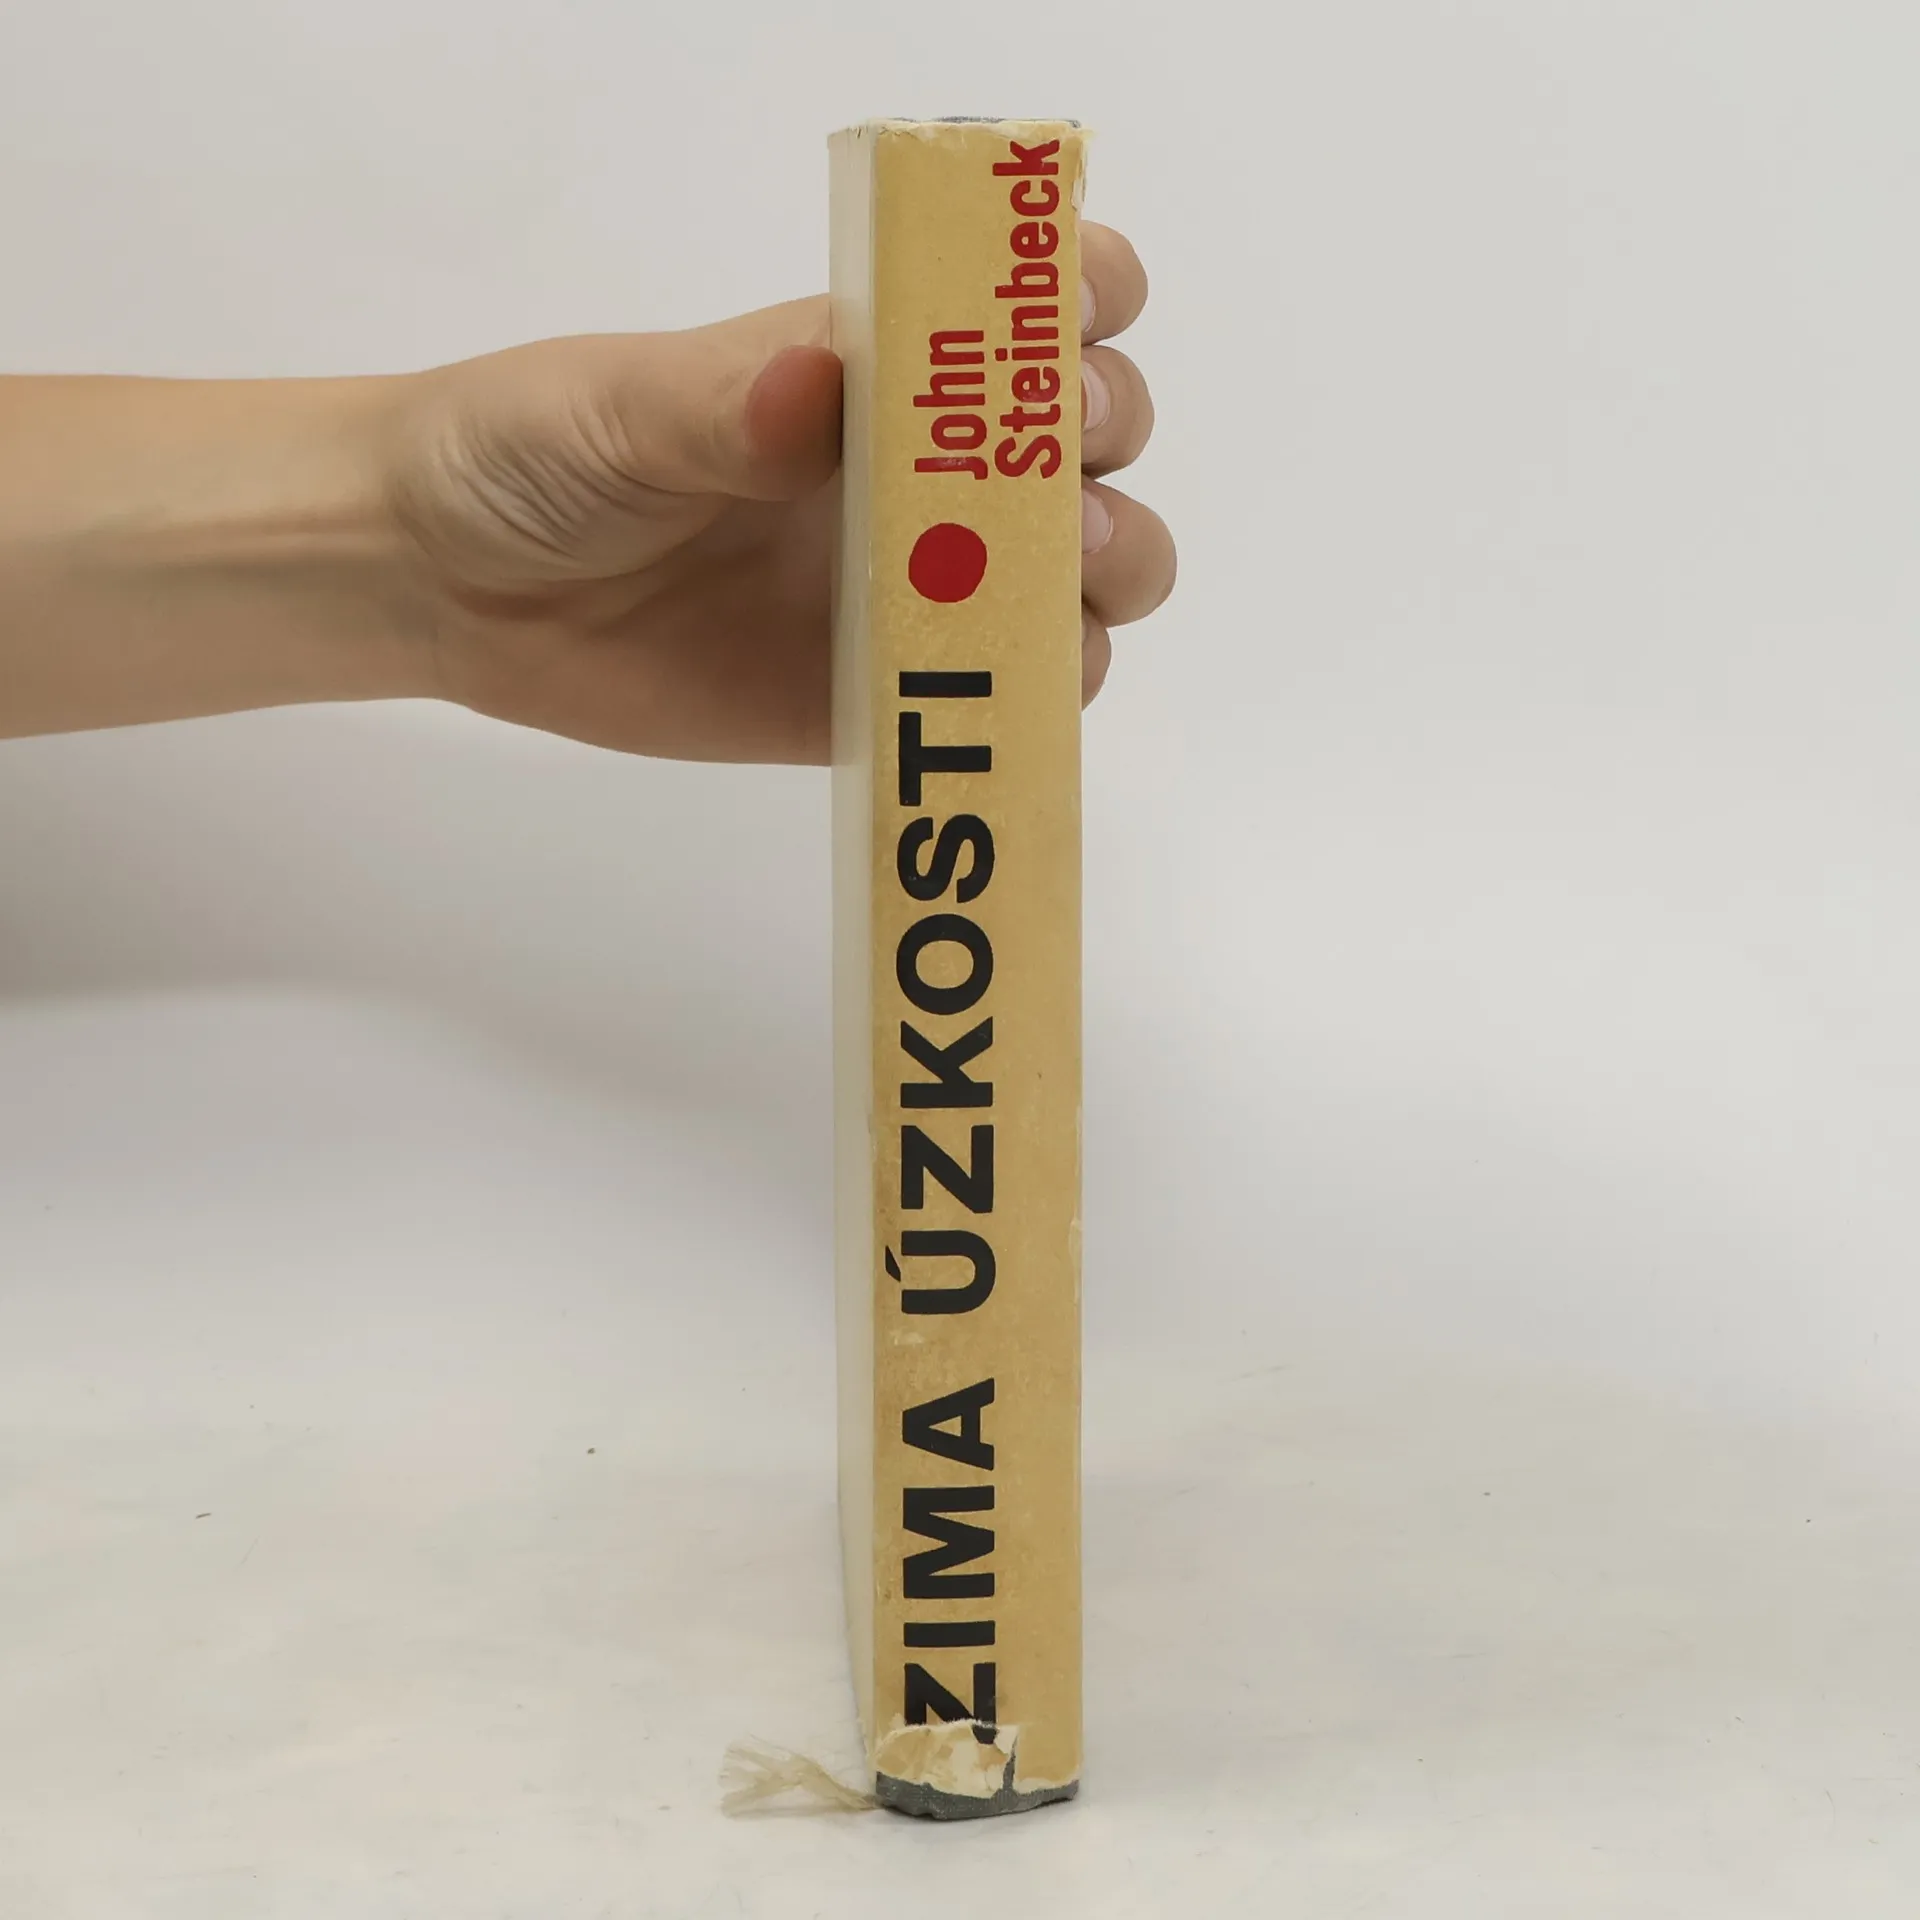 John
Steinbeck
ZIMA ÚZKOSTI